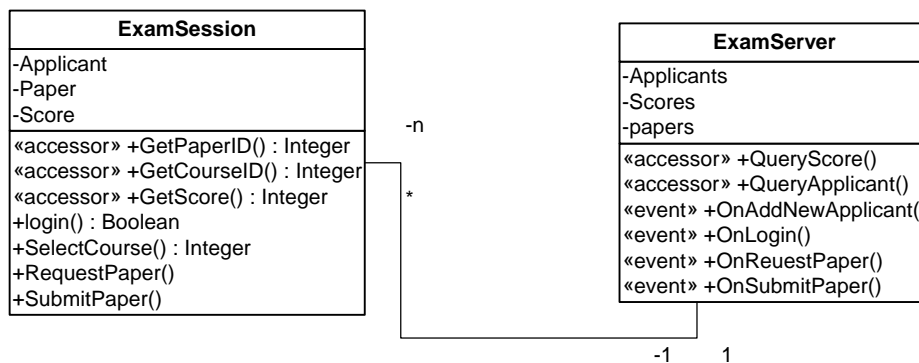 ExamSession
-Applicant
-Paper
-Score
«accessor» +GetPaperID() : Integer
«accessor» +GetCourseID() : Integer
«accessor» +GetScore() : Integer
+login() : Boolean
+SelectCourse() : Integer
+RequestPaper()
+SubmitPaper()
-n
*
ExamServer
-Applicants
-Scores
-papers
«accessor» +QueryScore()
«accessor» +QueryApplicant()
«event» +OnAddNewApplicant(
«event» +OnLogin()
«event» +OnReuestPaper()
«event» +OnSubmitPaper()
-1
1